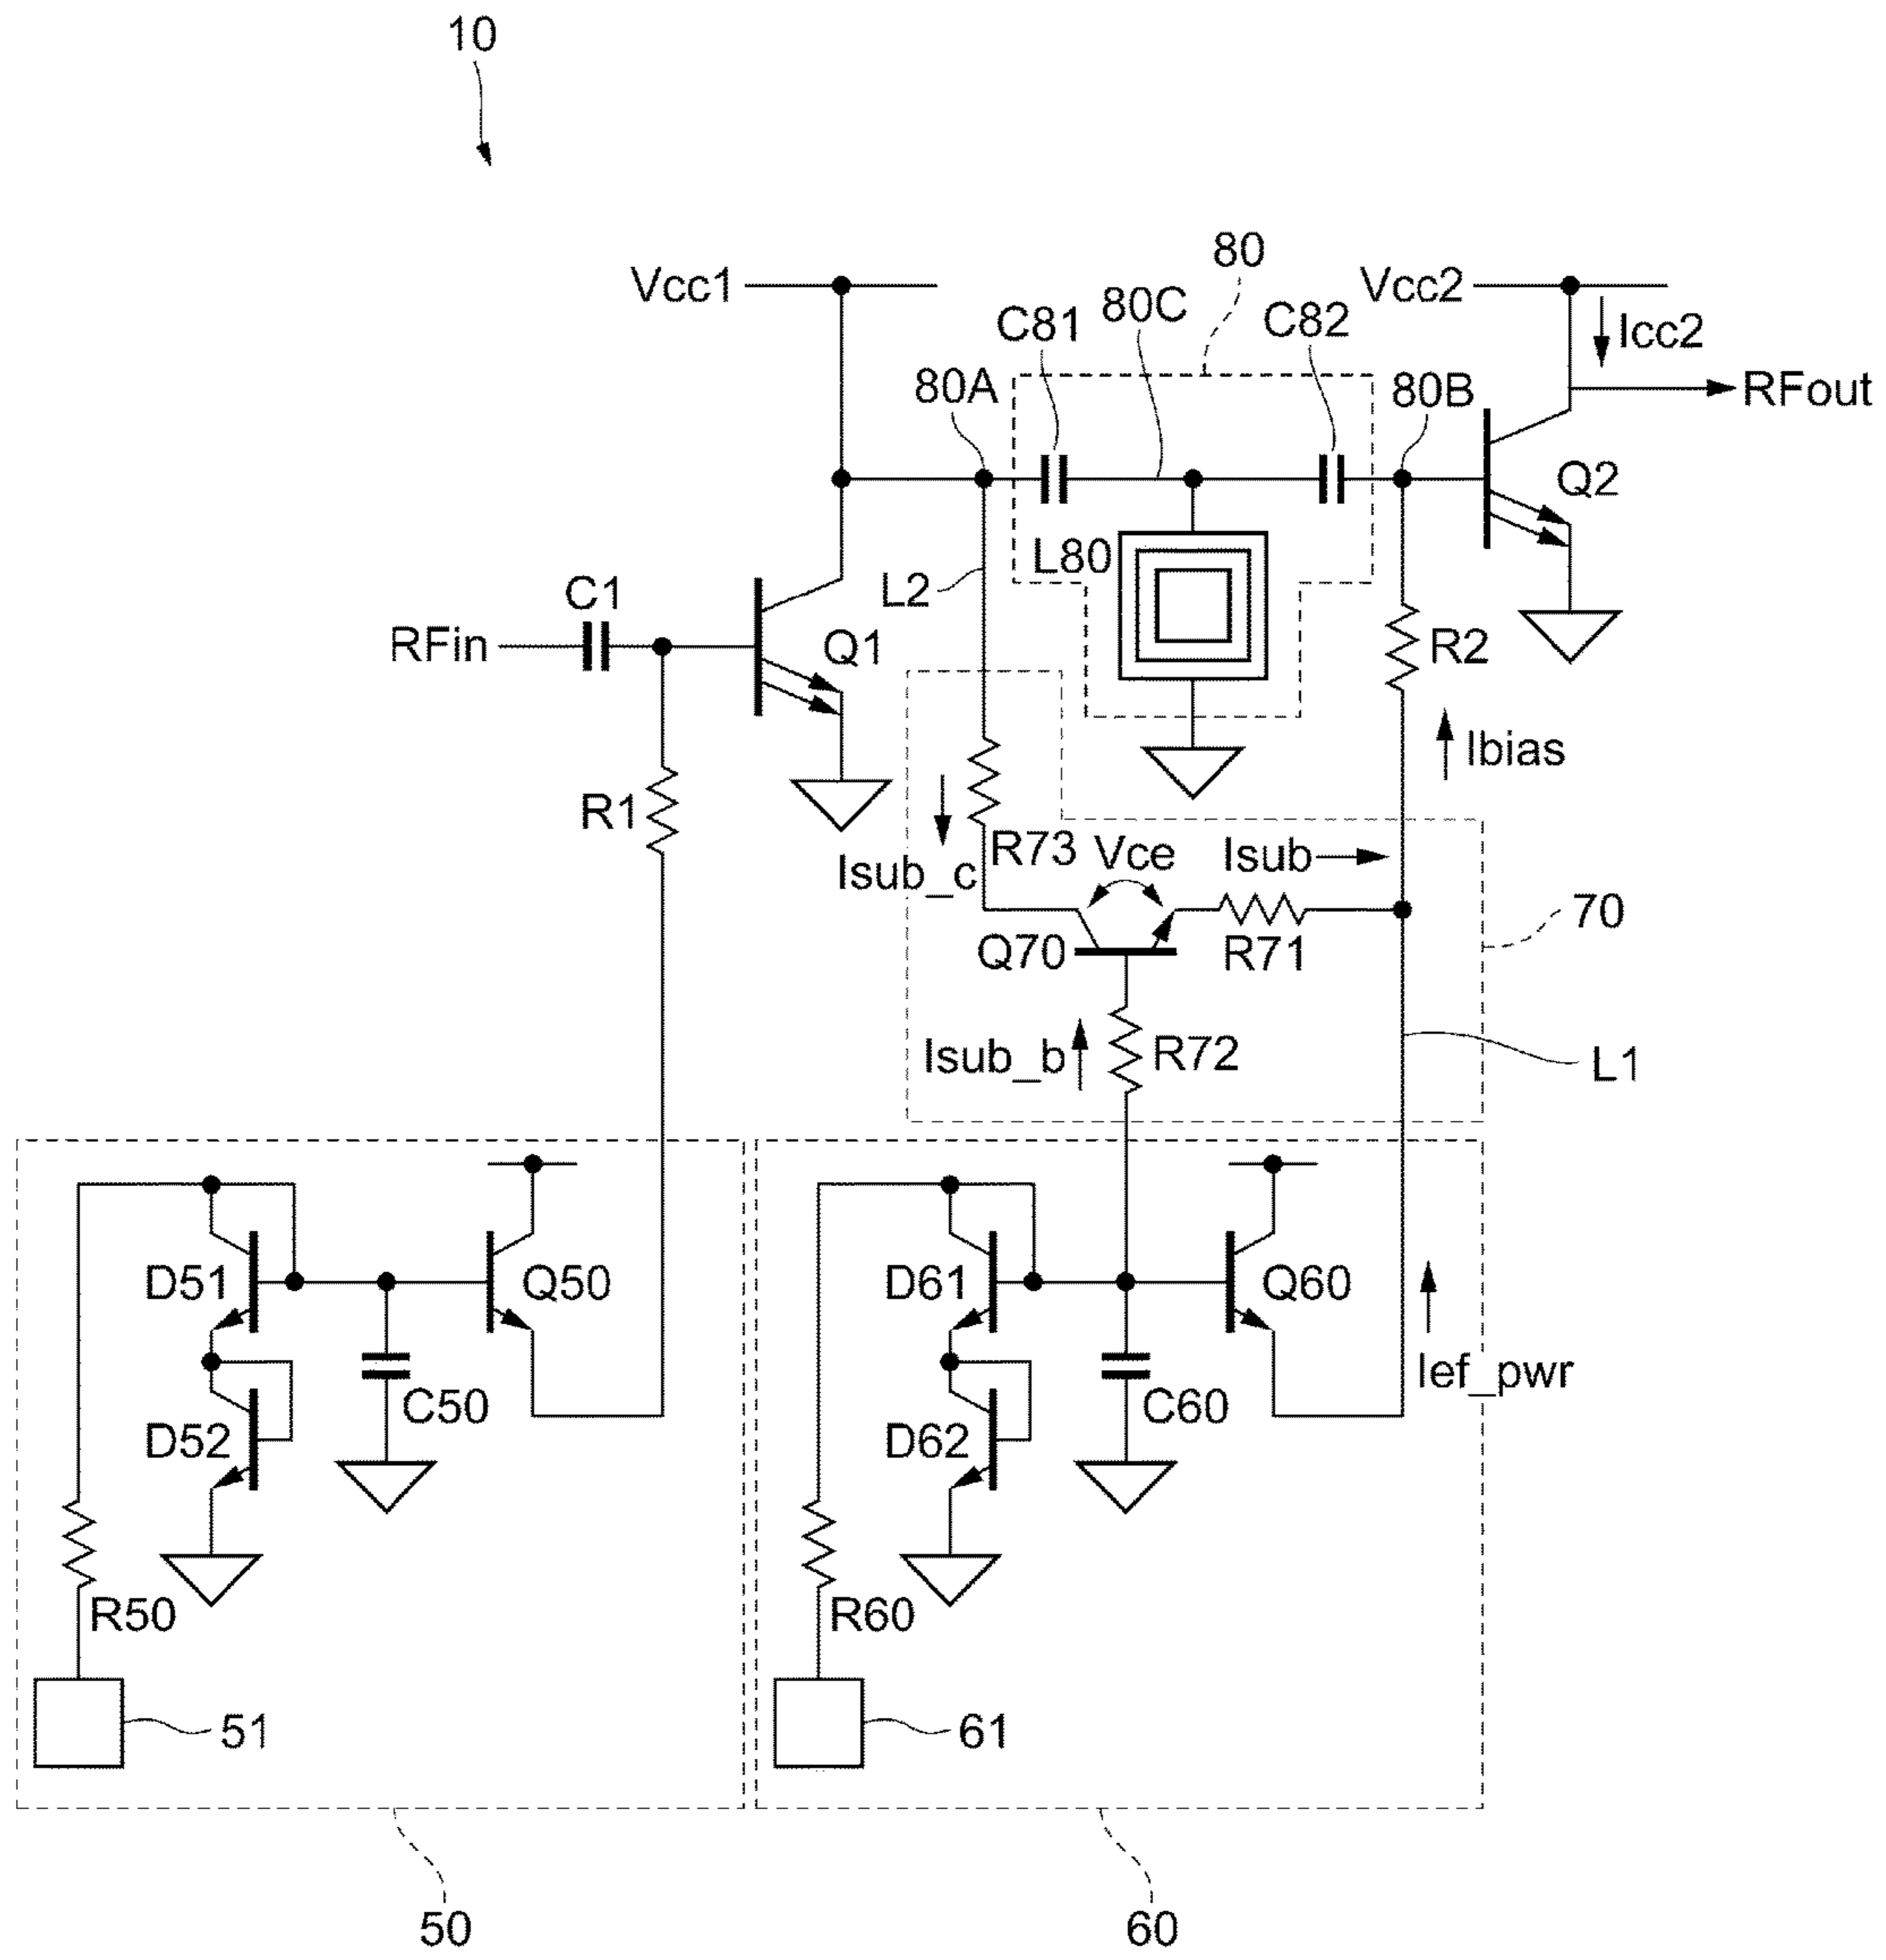 10
80
Vcc1
80C
Vcc2
C81
C82
Icc2
80A
80B
RFout
Q2
L80
L2
C1
RFin
Q1
R2
Ibias
R1
R73
Vce
Isub
Isub_c
70
Q70
R71
Isub_b
R72
L1
D51
Q50
D61
Q60
Ief_pwr
C50
C60
D52
D62
R50
R60
51
61
50
60